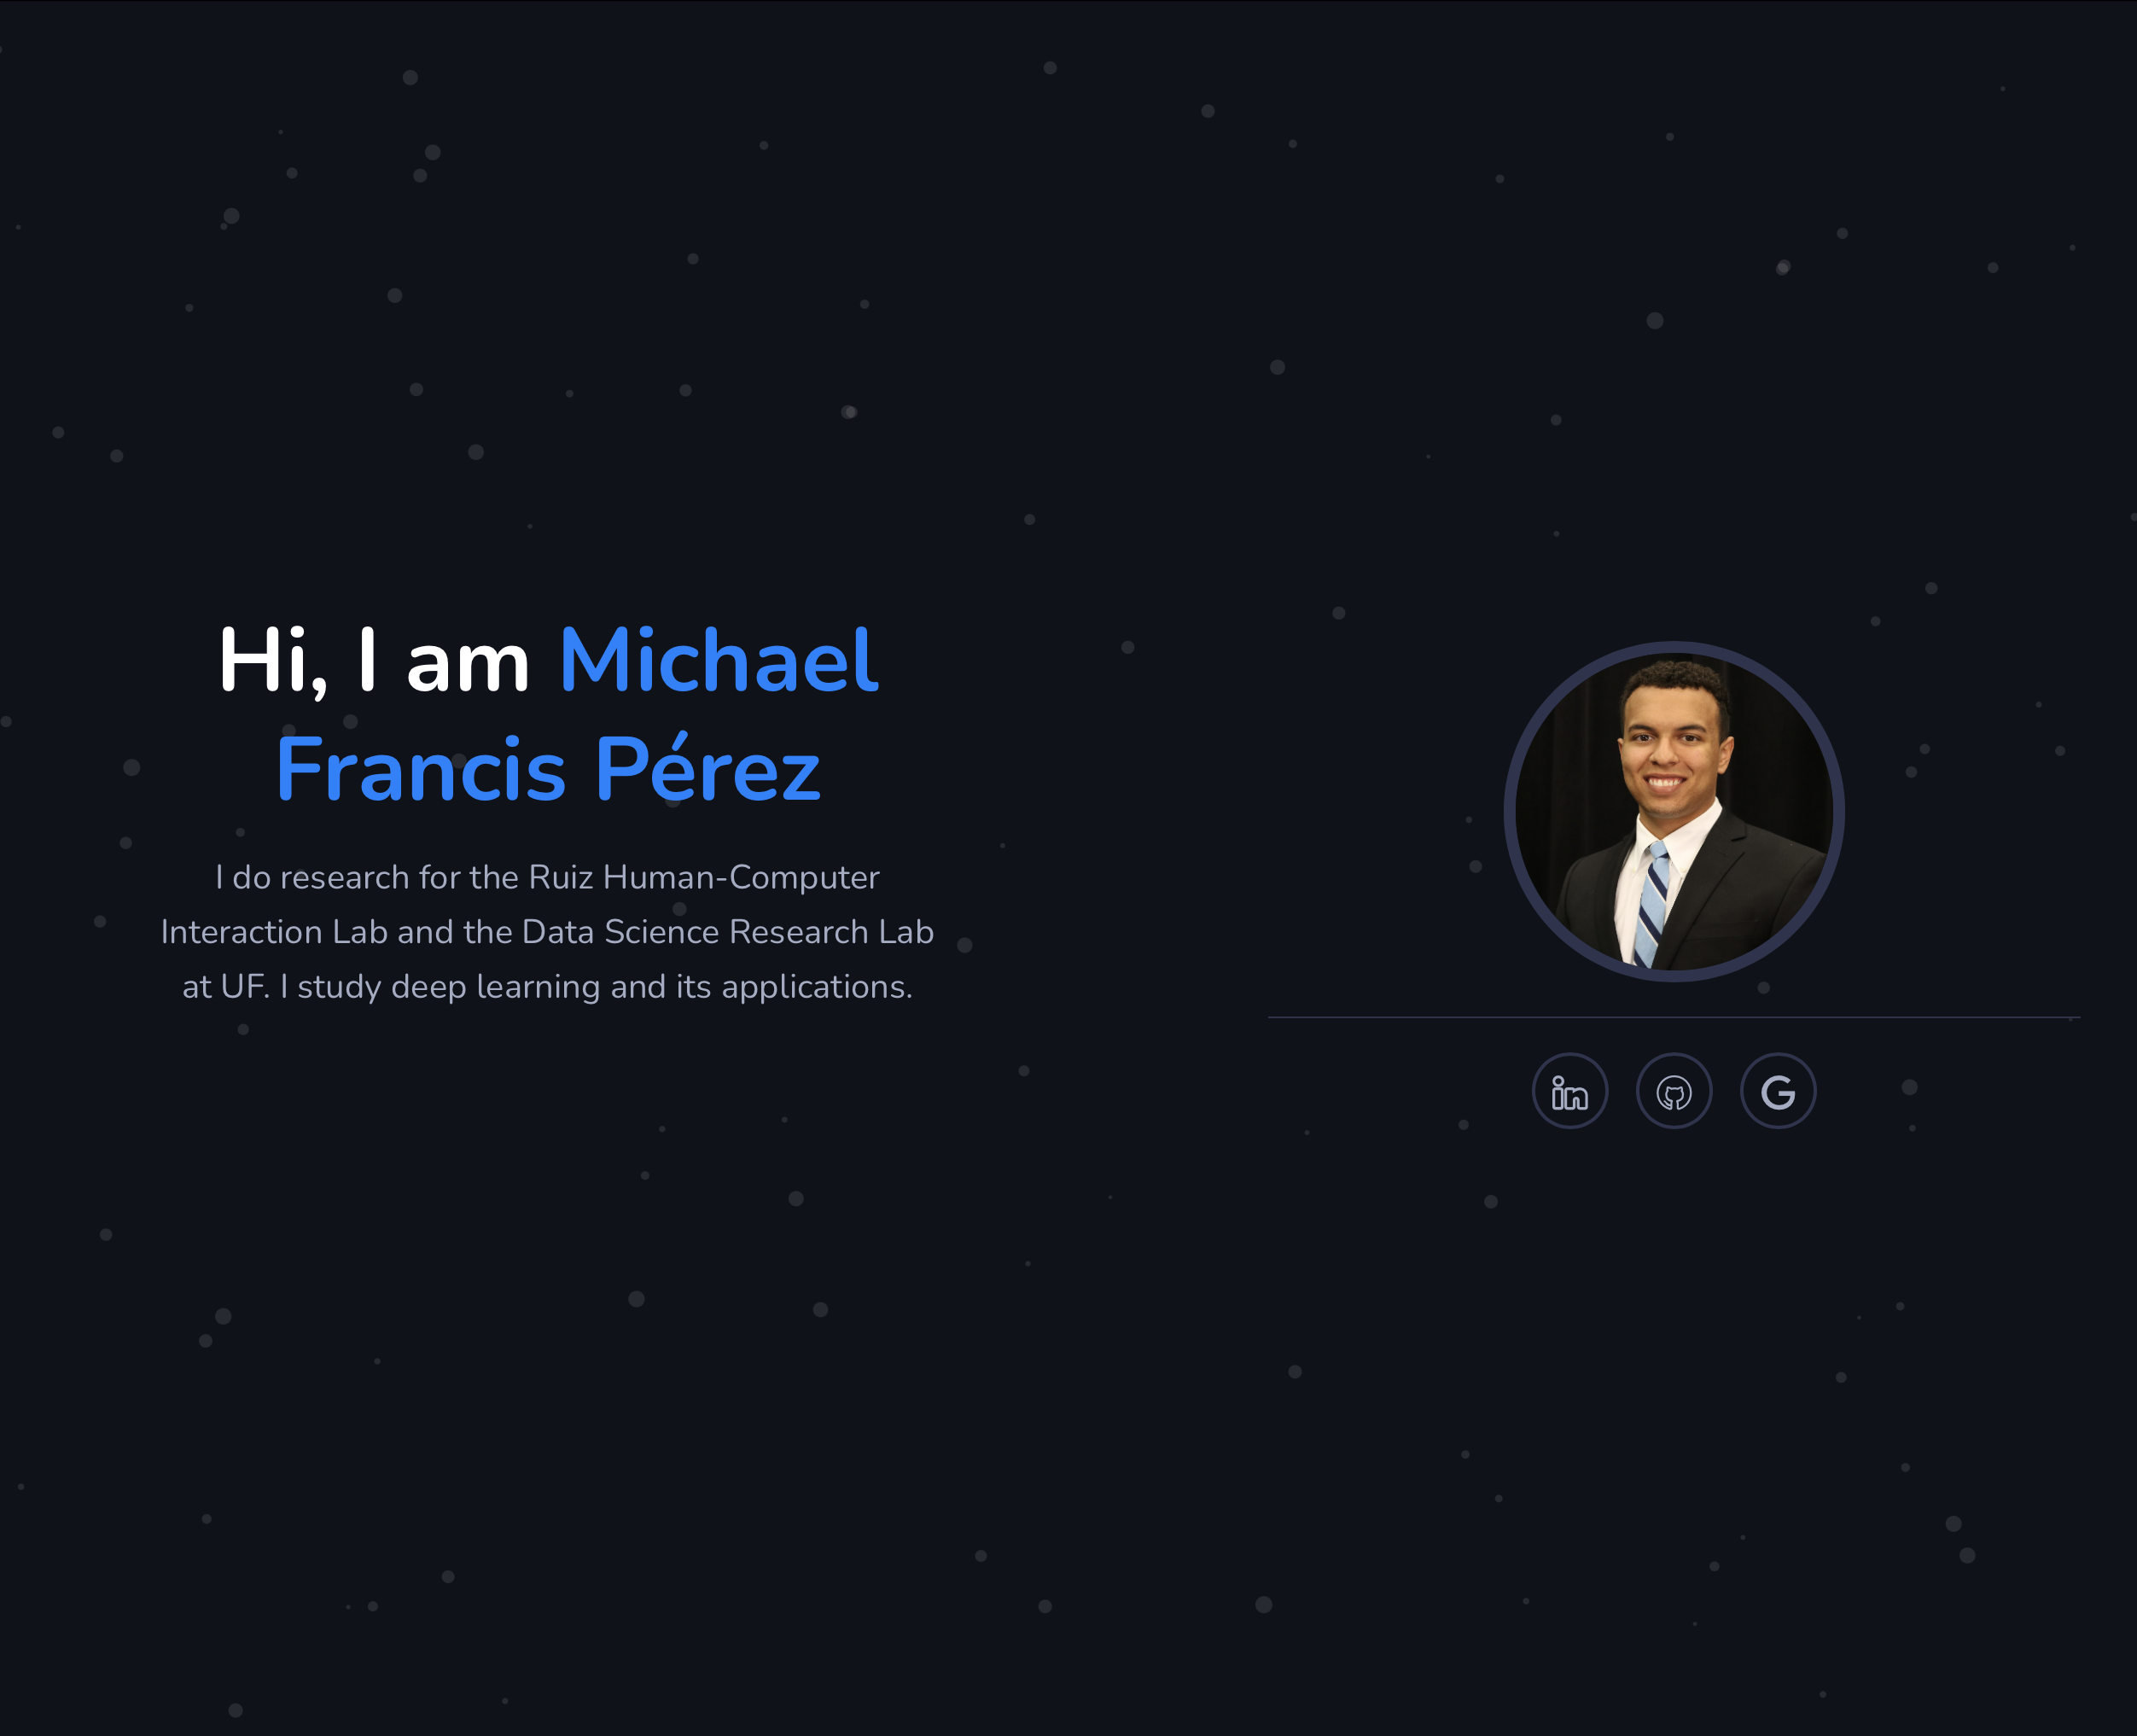 Hi, I am Michael
Francis Pérez
I do research for the Ruiz Human-Computer
Interaction Lab and the Data Science Research Lab
at UF. I study deep learning and its applications.
in
G